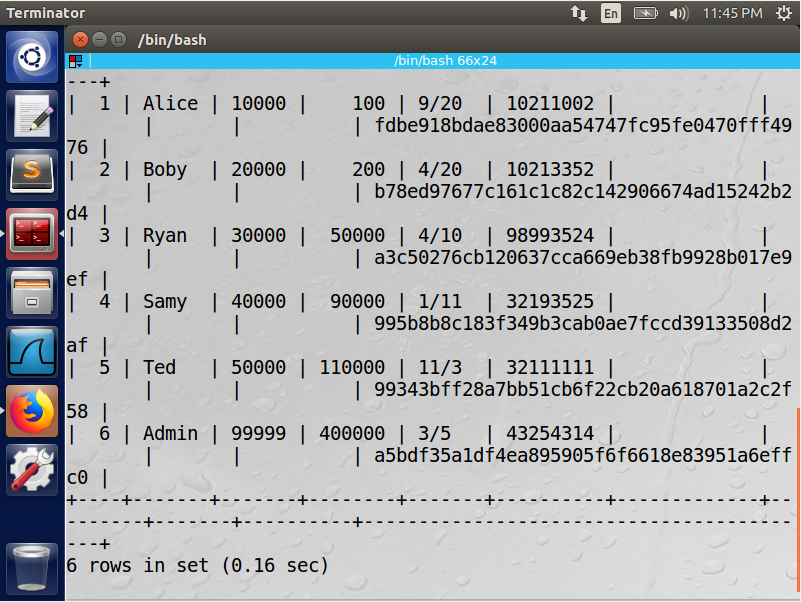 Terminator
En
11:45 PM
/bin/bash
/bin/bash 66x24
---+
|  1 | Alice | 10000 |    100 | 9/20  | 10211002 |             |
       |       |          | fdbe918bdae83000aa54747fc95fe0470fff49
76 |
|  2 | Boby  | 20000 |    200 | 4/20  | 10213352 |             |
       |       |          | b78ed97677c161c1c82c142906674ad15242b2
d4 |
|  3 | Ryan  | 30000 |  50000 | 4/10  | 98993524 |             |
       |       |          | a3c50276cb120637cca669eb38fb9928b017e9
ef |
|  4 | Samy  | 40000 |  90000 | 1/11  | 32193525 |             |
       |       |          | 995b8b8c183f349b3cab0ae7fccd39133508d2
af |
|  5 | Ted   | 50000 | 110000 | 11/3  | 32111111 |             |
       |       |          | 99343bff28a7bb51cb6f22cb20a618701a2c2f
58 |
|  6 | Admin | 99999 | 400000 | 3/5   | 43254314 |             |
       |       |          | a5bdf35a1df4ea895905f6f6618e83951a6eff
c0 |
+----+-------+-------+--------+-------+----------+-------------+--
-------+-------+----------+---------------------------------------
---+
6 rows in set (0.16 sec)